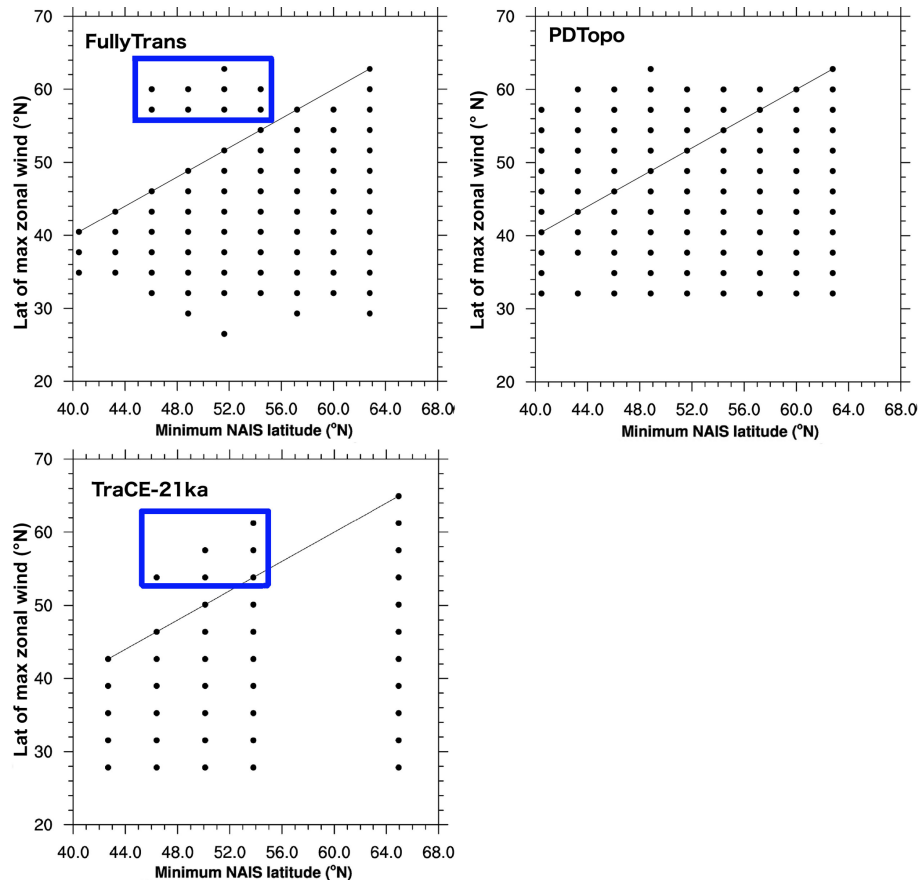 FullyTrans
Lat of max zonal wind (°N)
70
60
50
40
30
20
40.0 44.0 48.0 52.0 56.0 60.0 64.0 68.0
Minimum NAIS latitude (°N)
PDTopo
Lat of max zonal wind (° N)
70
60
50
40
30
20
40.0 44.0 48.0 52.0 56.0 60.0 64.0 68.0
Minimum NAIS latitude (°N)
TraCE-21ka
Lat of max zonal wind (°N)
70
60
50
40
30
20
40.0 44.0 48.0 52.0 56.0 60.0 64.0 68.0
Minimum NAIS latitude (°N)